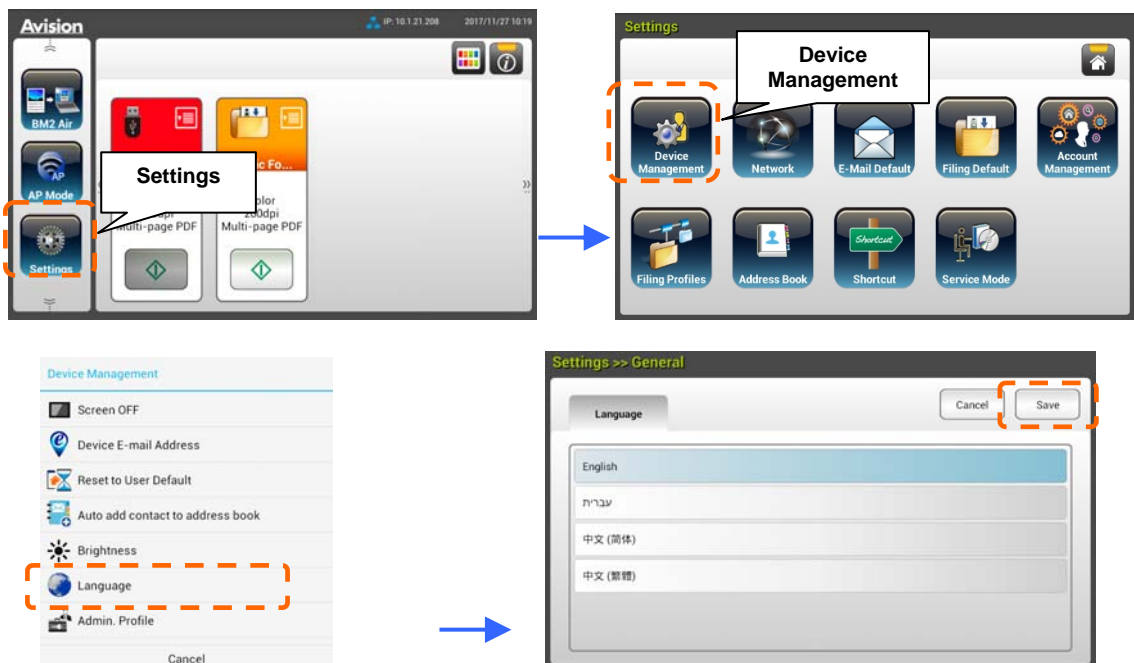 Avision
IP: 10.1.21.208
2017/11/27 10:19
BM2 Air
AP
AP Mode
Settings
Settings
Multi-page PDF
200dpi
Multi-page PDF
Settings
Device
Management
Device
Management
Network
E-Mail Default
Filing Default
Account
Management
Filing Profiles
Address Book
Shortcut
Shortcut
Service Mode
Device Management
Screen OFF
Device E-mail Address
Reset to User Default
Auto add contact to address book
Brightness
Language
Admin. Profile
Cancel
Settings >> General
Language
Cancel
Save
English
עברית
中文 (简体)
中文 (繁體)